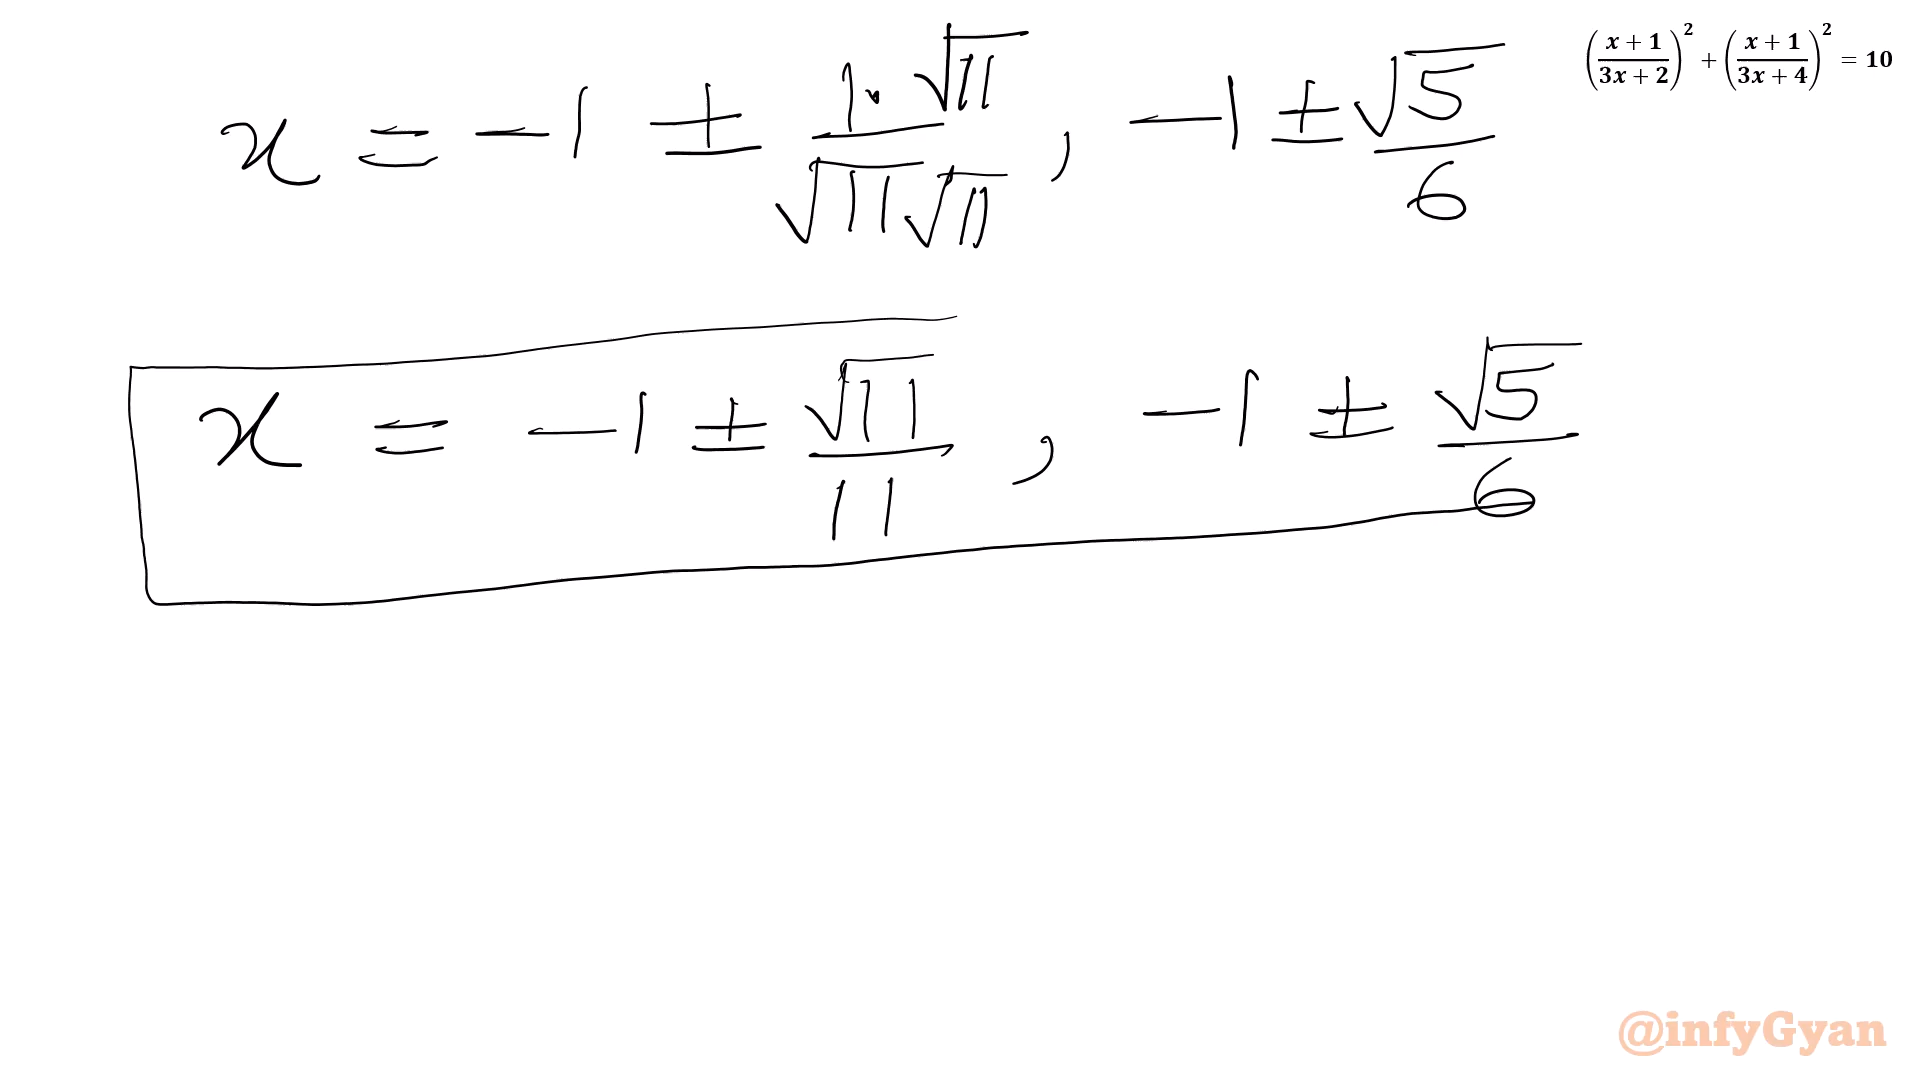 ((x + 1)/(3x + 2))² + ((x + 1)/(3x + 4))² = 10
x = −1 ± (1·√11)/(√11 √11) , −1 ± √5/6
x = −1 ± √11/11 , −1 ± √5/6
@infyGyan